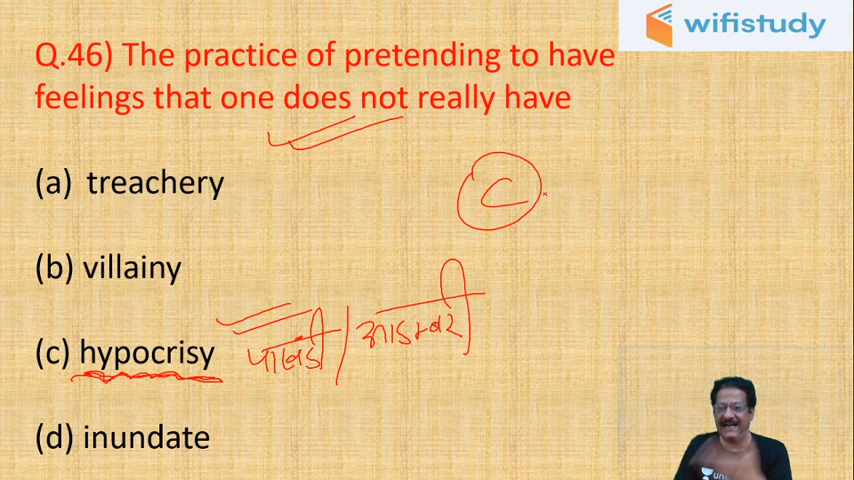 wifistudy
Q.46) The practice of pretending to have
feelings that one does not really have
(a) treachery
C
(b) villainy
(c) hypocrisy पाखंडी / आडम्बरी
(d) inundate